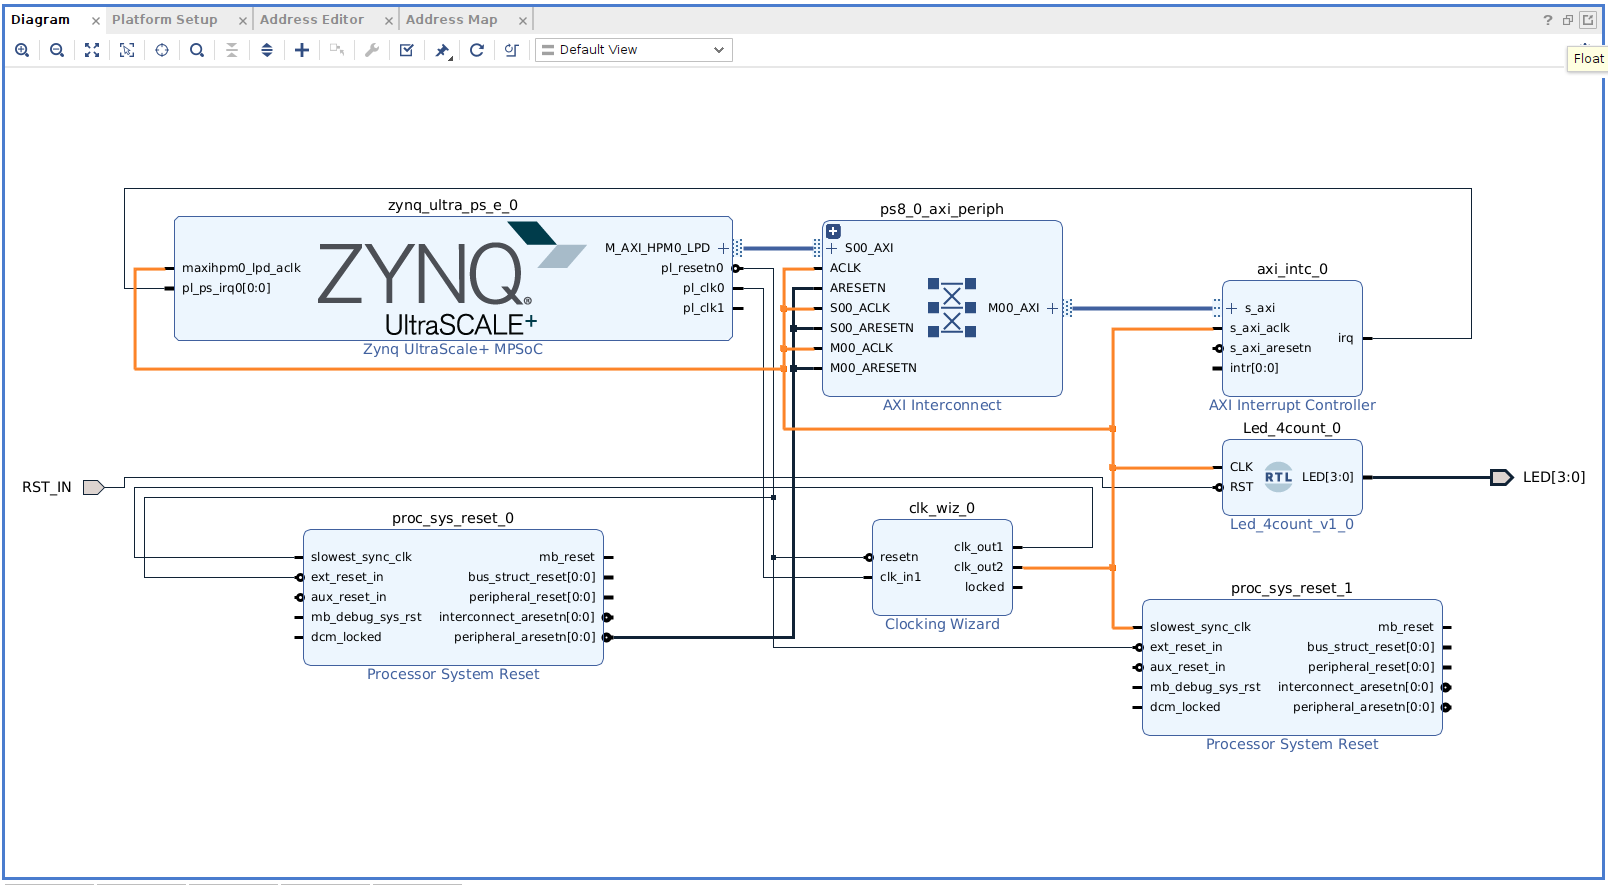 Diagram
Platform Setup
Address Editor
Address Map
?
Default View
Float
zynq_ultra_ps_e_0
maxihpm0_lpd_aclk
pl_ps_irq0[0:0]
ZYNQ
UltraSCALE+
M_AXI_HPM0_LPD
pl_resetn0
pl_clk0
pl_clk1
Zynq UltraScale+ MPSoC
ps8_0_axi_periph
S00_AXI
ACLK
ARESETN
S00_ACLK
S00_ARESETN
M00_ACLK
M00_ARESETN
M00_AXI
AXI Interconnect
axi_intc_0
s_axi
s_axi_aclk
s_axi_aresetn
intr[0:0]
irq
AXI Interrupt Controller
Led_4count_0
CLK
RST
RTL
LED[3:0]
Led_4count_v1_0
LED[3:0]
RST_IN
proc_sys_reset_0
slowest_sync_clk
ext_reset_in
aux_reset_in
mb_debug_sys_rst
dcm_locked
mb_reset
bus_struct_reset[0:0]
peripheral_reset[0:0]
interconnect_aresetn[0:0]
peripheral_aresetn[0:0]
Processor System Reset
clk_wiz_0
resetn
clk_in1
clk_out1
clk_out2
locked
Clocking Wizard
proc_sys_reset_1
slowest_sync_clk
ext_reset_in
aux_reset_in
mb_debug_sys_rst
dcm_locked
mb_reset
bus_struct_reset[0:0]
peripheral_reset[0:0]
interconnect_aresetn[0:0]
peripheral_aresetn[0:0]
Processor System Reset